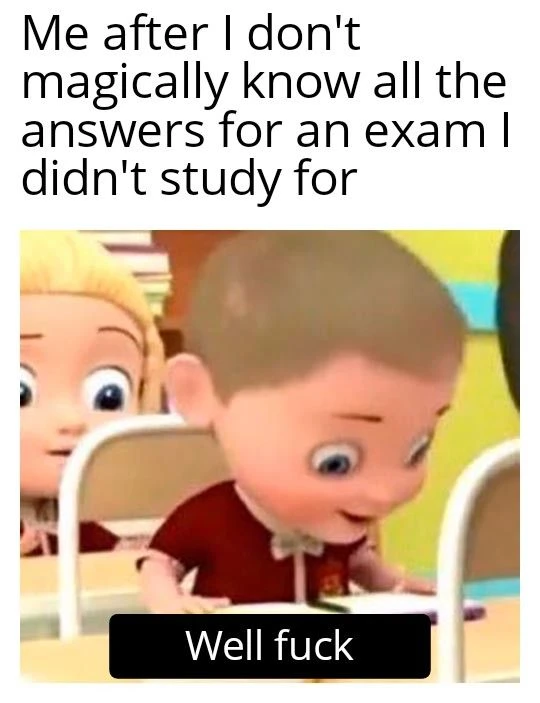 Me after I don't
magically know all the
answers for an exam I
didn't study for
Well fuck